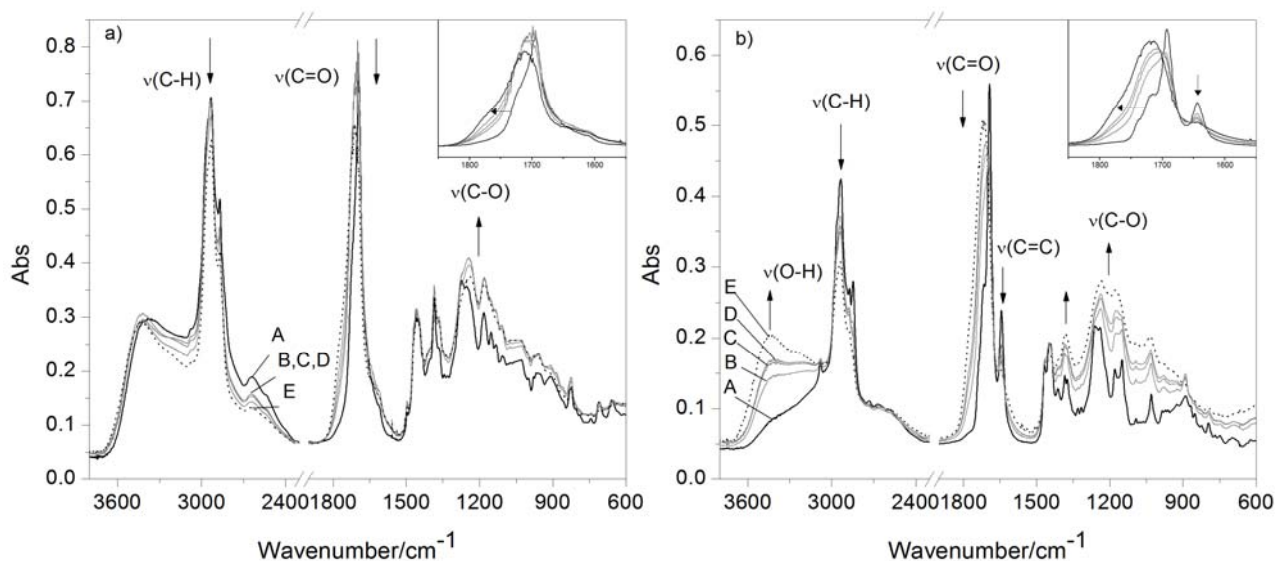 a)
0.8
0.7
0.6
0.5
0.4
0.3
0.2
0.1
0.0
Abs
ν(C-H)
ν(C=O)
ν(C-O)
A
B,C,D
E
1800 1700 1600
3600 3000 2400 1800 1500 1200 900 600
Wavenumber/cm⁻¹
b)
0.6
0.5
0.4
0.3
0.2
0.1
0.0
Abs
ν(C=O)
ν(C-H)
ν(C=C)
ν(C-O)
ν(O-H)
E
D
C
B
A
1800 1700 1600
3600 3000 2400 1800 1500 1200 900 600
Wavenumber/cm⁻¹